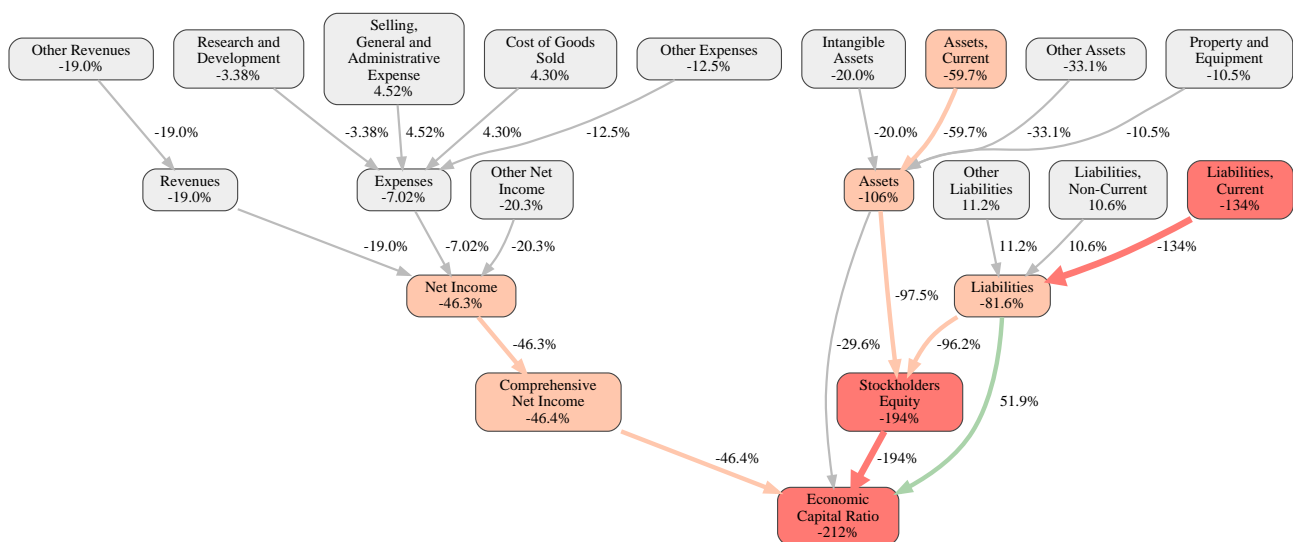 Other Revenues
-19.0%
Research and
Development
-3.38%
Selling,
General and
Administrative
Expense
4.52%
Cost of Goods
Sold
4.30%
Other Expenses
-12.5%
Intangible
Assets
-20.0%
Assets,
Current
-59.7%
Other Assets
-33.1%
Property and
Equipment
-10.5%
-19.0%
-3.38%
4.52%
4.30%
-12.5%
-20.0%
-59.7%
-33.1%
-10.5%
Revenues
-19.0%
Expenses
-7.02%
Other Net
Income
-20.3%
Assets
-106%
Other
Liabilities
11.2%
Liabilities,
Non-Current
10.6%
Liabilities,
Current
-134%
-19.0%
-7.02%
-20.3%
11.2%
10.6%
-134%
Net Income
-46.3%
-97.5%
Liabilities
-81.6%
-46.3%
-29.6%
-96.2%
Comprehensive
Net Income
-46.4%
Stockholders
Equity
-194%
51.9%
-46.4%
-194%
Economic
Capital Ratio
-212%